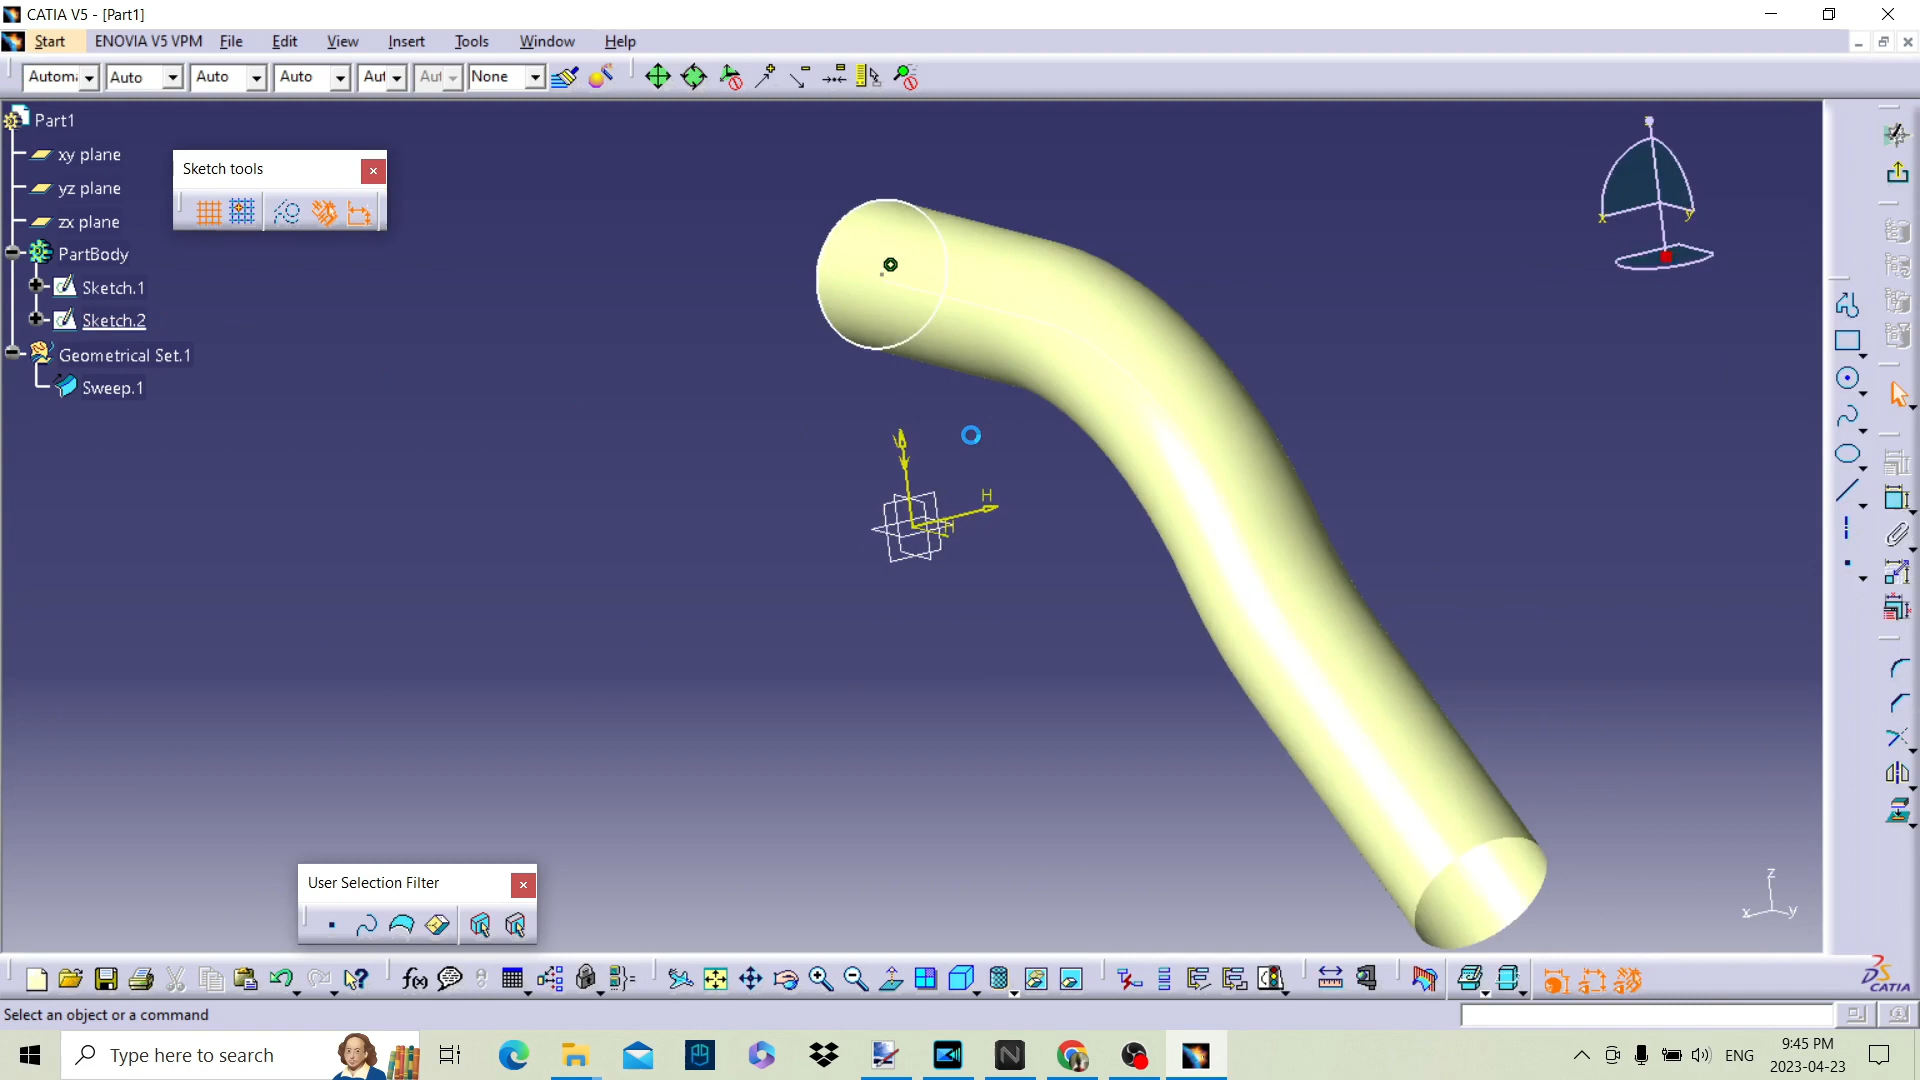 CATIA V5 - [Part1]
Start ENOVIA V5 VPM File Edit View Insert Tools Window Help
Autom Auto Auto Auto Aut Aut None
Part1
xy plane
yz plane
zx plane
PartBody
Sketch.1
Sketch.2
Geometrical Set.1
Sweep.1
Sketch tools
x
y
H
V
z
x y
User Selection Filter
f(x)
CATIA
Select an object or a command
Type here to search
ENG
9:45 PM
2023-04-23